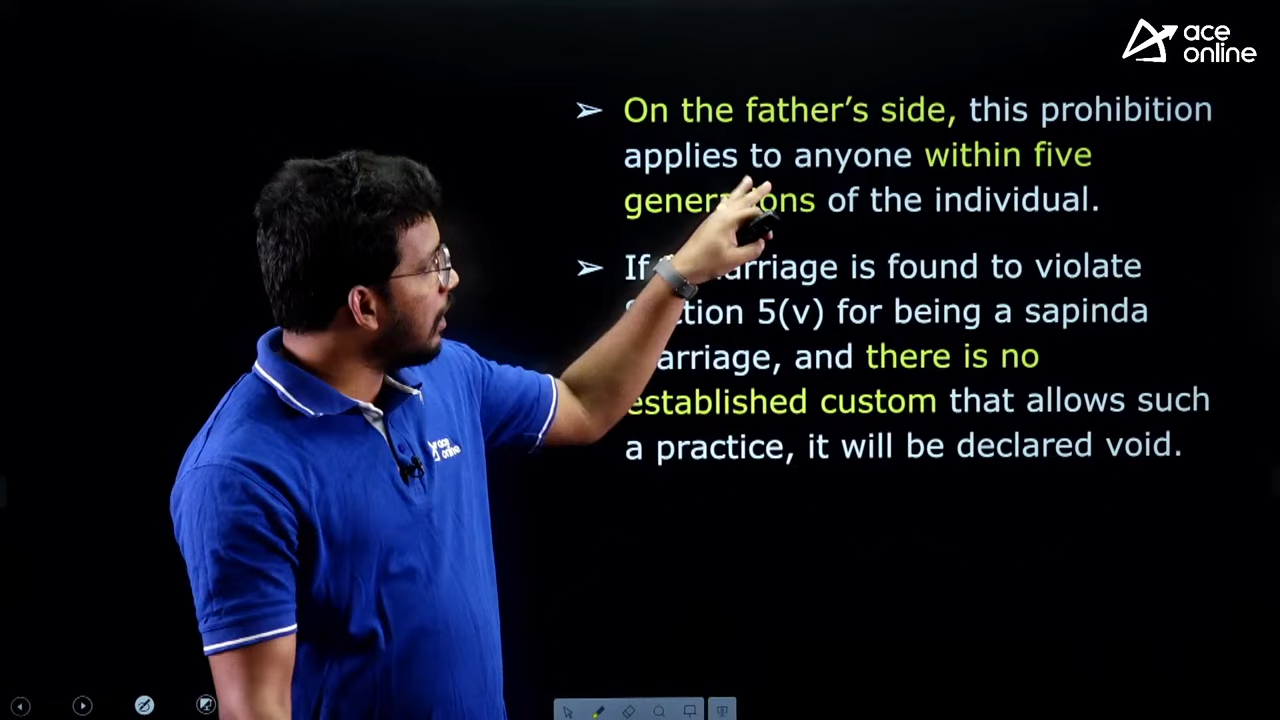 ace
online
➢ On the father's side, this prohibition
applies to anyone within five
generations of the individual.
➢ If marriage is found to violate
5(v) for being a sapinda
marriage, and there is no
established custom that allows such
a practice, it will be declared void.
ace
online